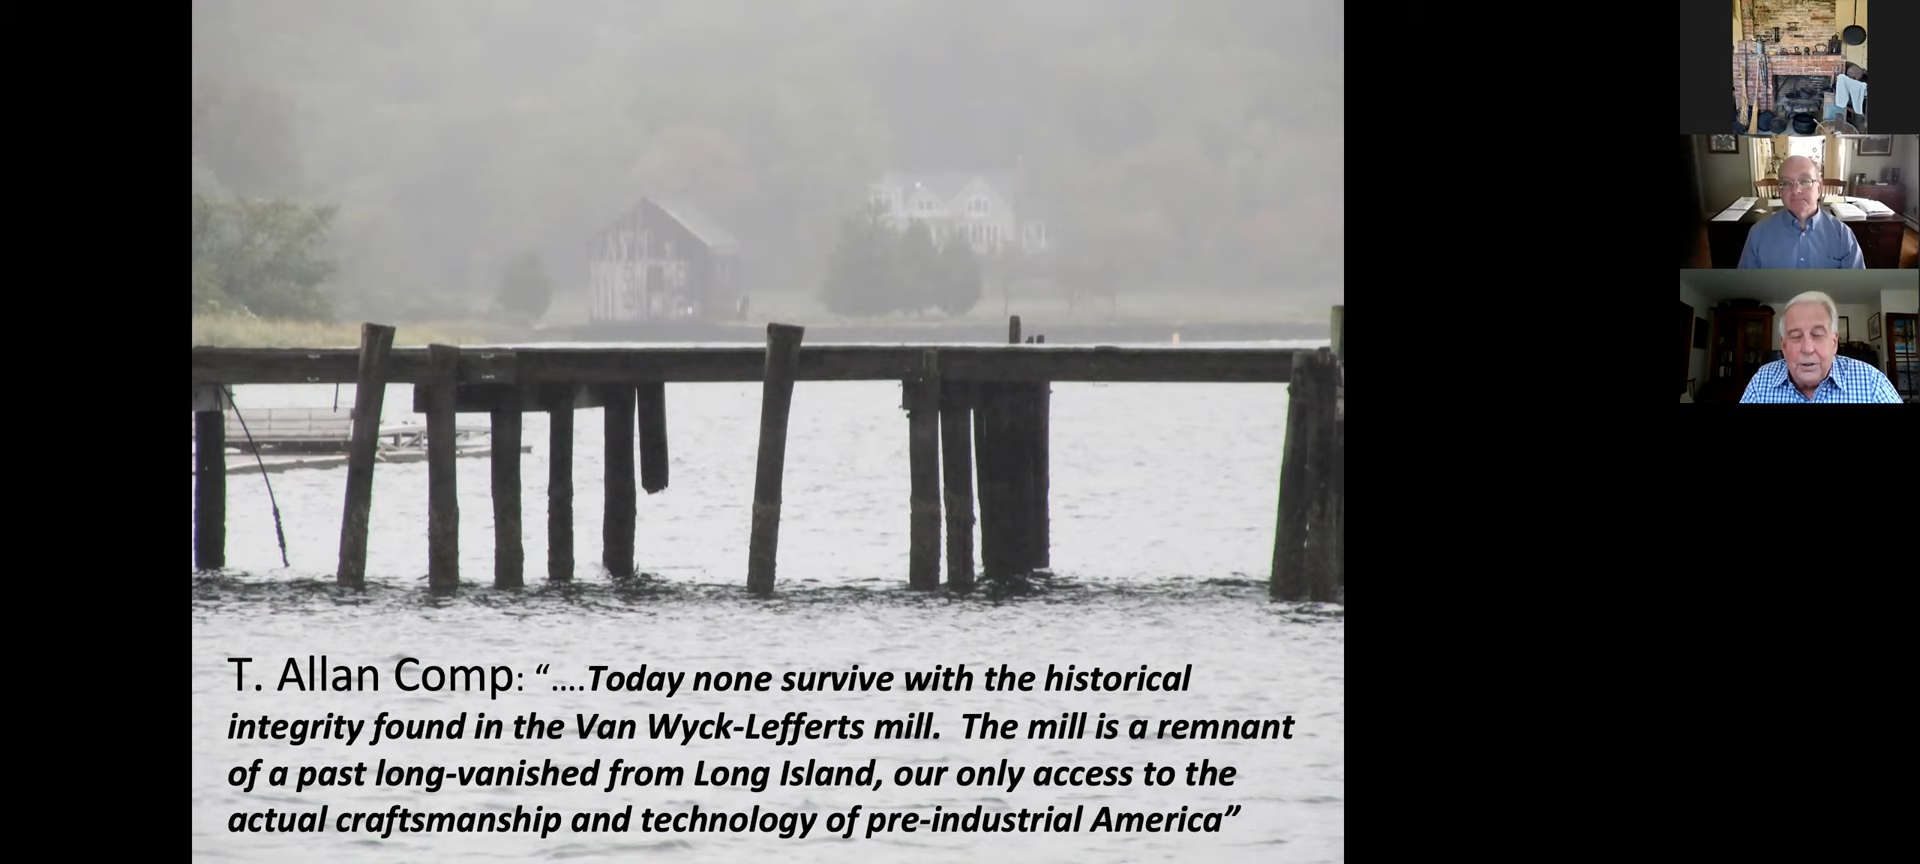 T. Allan Comp: “….Today none survive with the historical
integrity found in the Van Wyck-Lefferts mill.  The mill is a remnant
of a past long-vanished from Long Island, our only access to the
actual craftsmanship and technology of pre-industrial America”